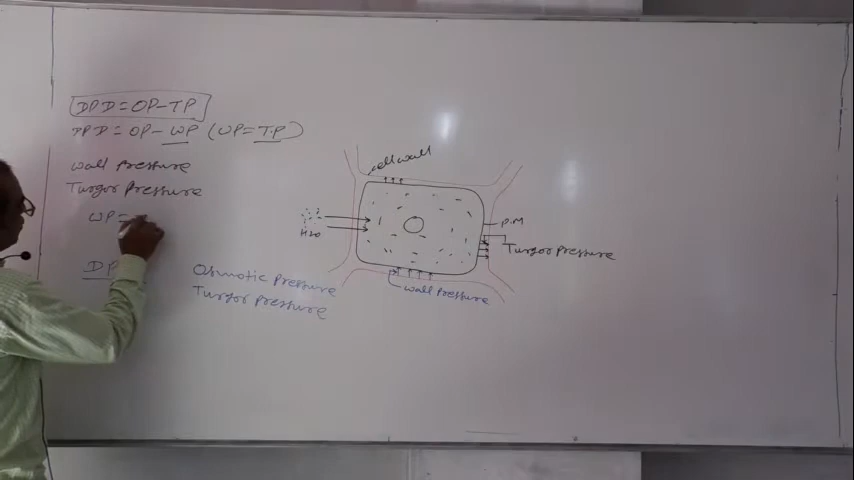 DPD = OP-TP
DPD = OP - WP (WP = T.P)
Wall Pressure
Turgor Pressure
WP =
DP
Osmotic Pressure
Turgor Pressure
cell wall
H2O
P.M
Turgor Pressure
Wall Pressure